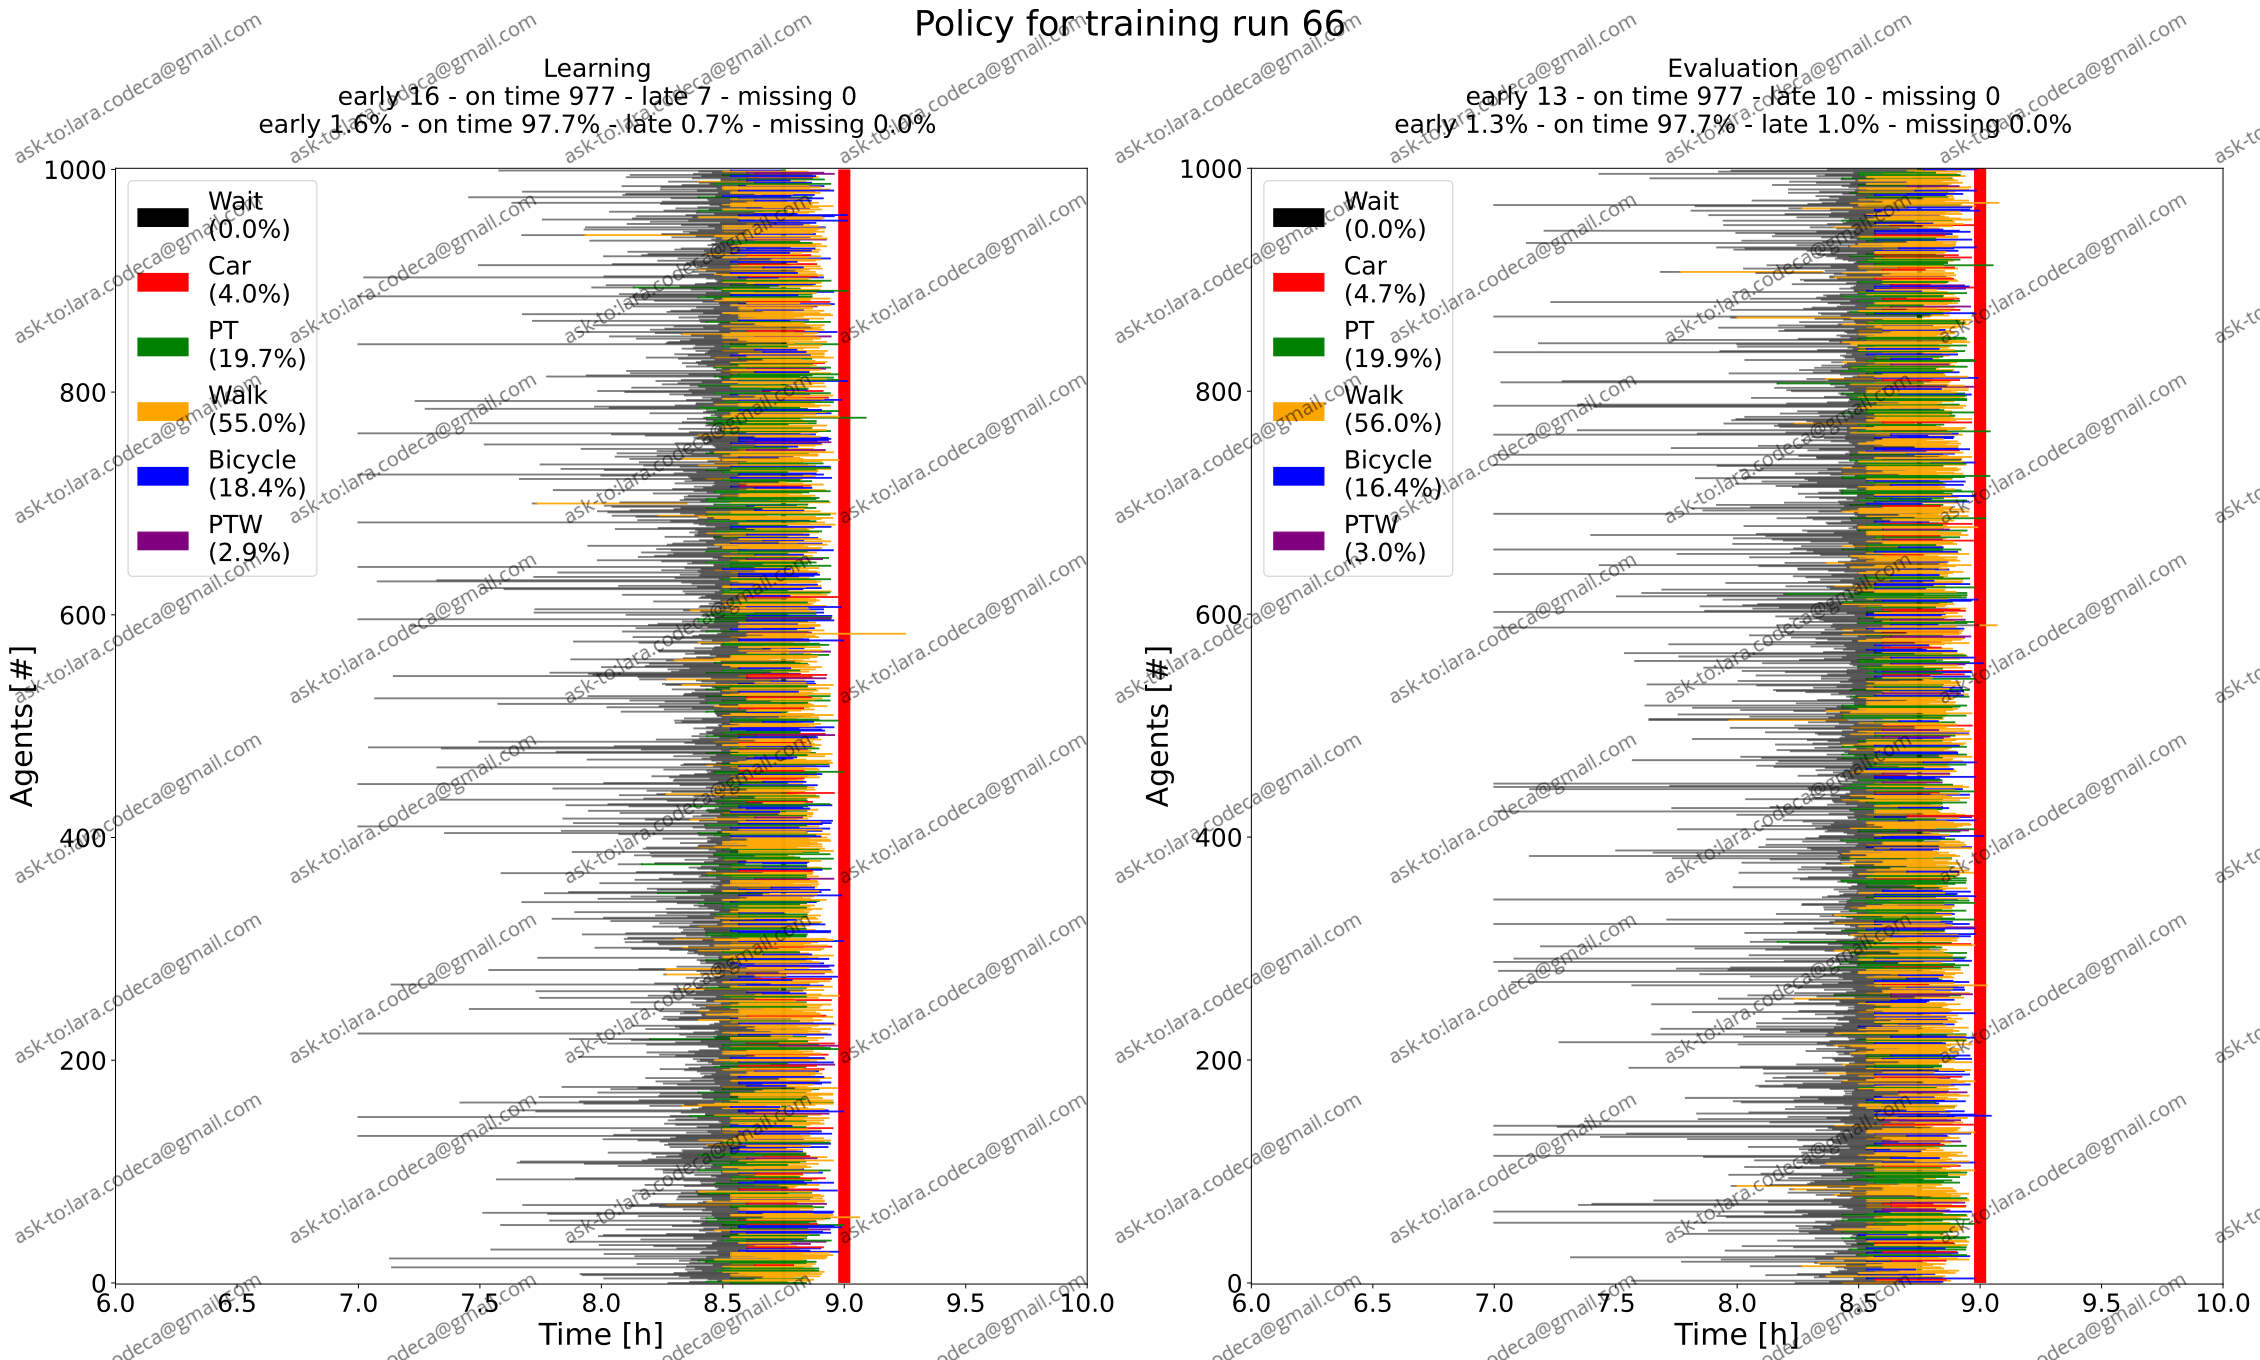 Policy for training run 66
Learning
early 16 - on time 977 - late 7 - missing 0
early 1.6% - on time 97.7% - late 0.7% - missing 0.0%
1000
800
600
400
200
0
Agents [#]
Wait
(0.0%)
Car
(4.0%)
PT
(19.7%)
Walk
(55.0%)
Bicycle
(18.4%)
PTW
(2.9%)
6.0 6.5 7.0 7.5 8.0 8.5 9.0 9.5 10.0
Time [h]
Evaluation
early 13 - on time 977 - late 10 - missing 0
early 1.3% - on time 97.7% - late 1.0% - missing 0.0%
1000
800
600
400
200
0
Agents [#]
Wait
(0.0%)
Car
(4.7%)
PT
(19.9%)
Walk
(56.0%)
Bicycle
(16.4%)
PTW
(3.0%)
6.0 6.5 7.0 7.5 8.0 8.5 9.0 9.5 10.0
Time [h]
ask-to:lara.codeca@gmail.com